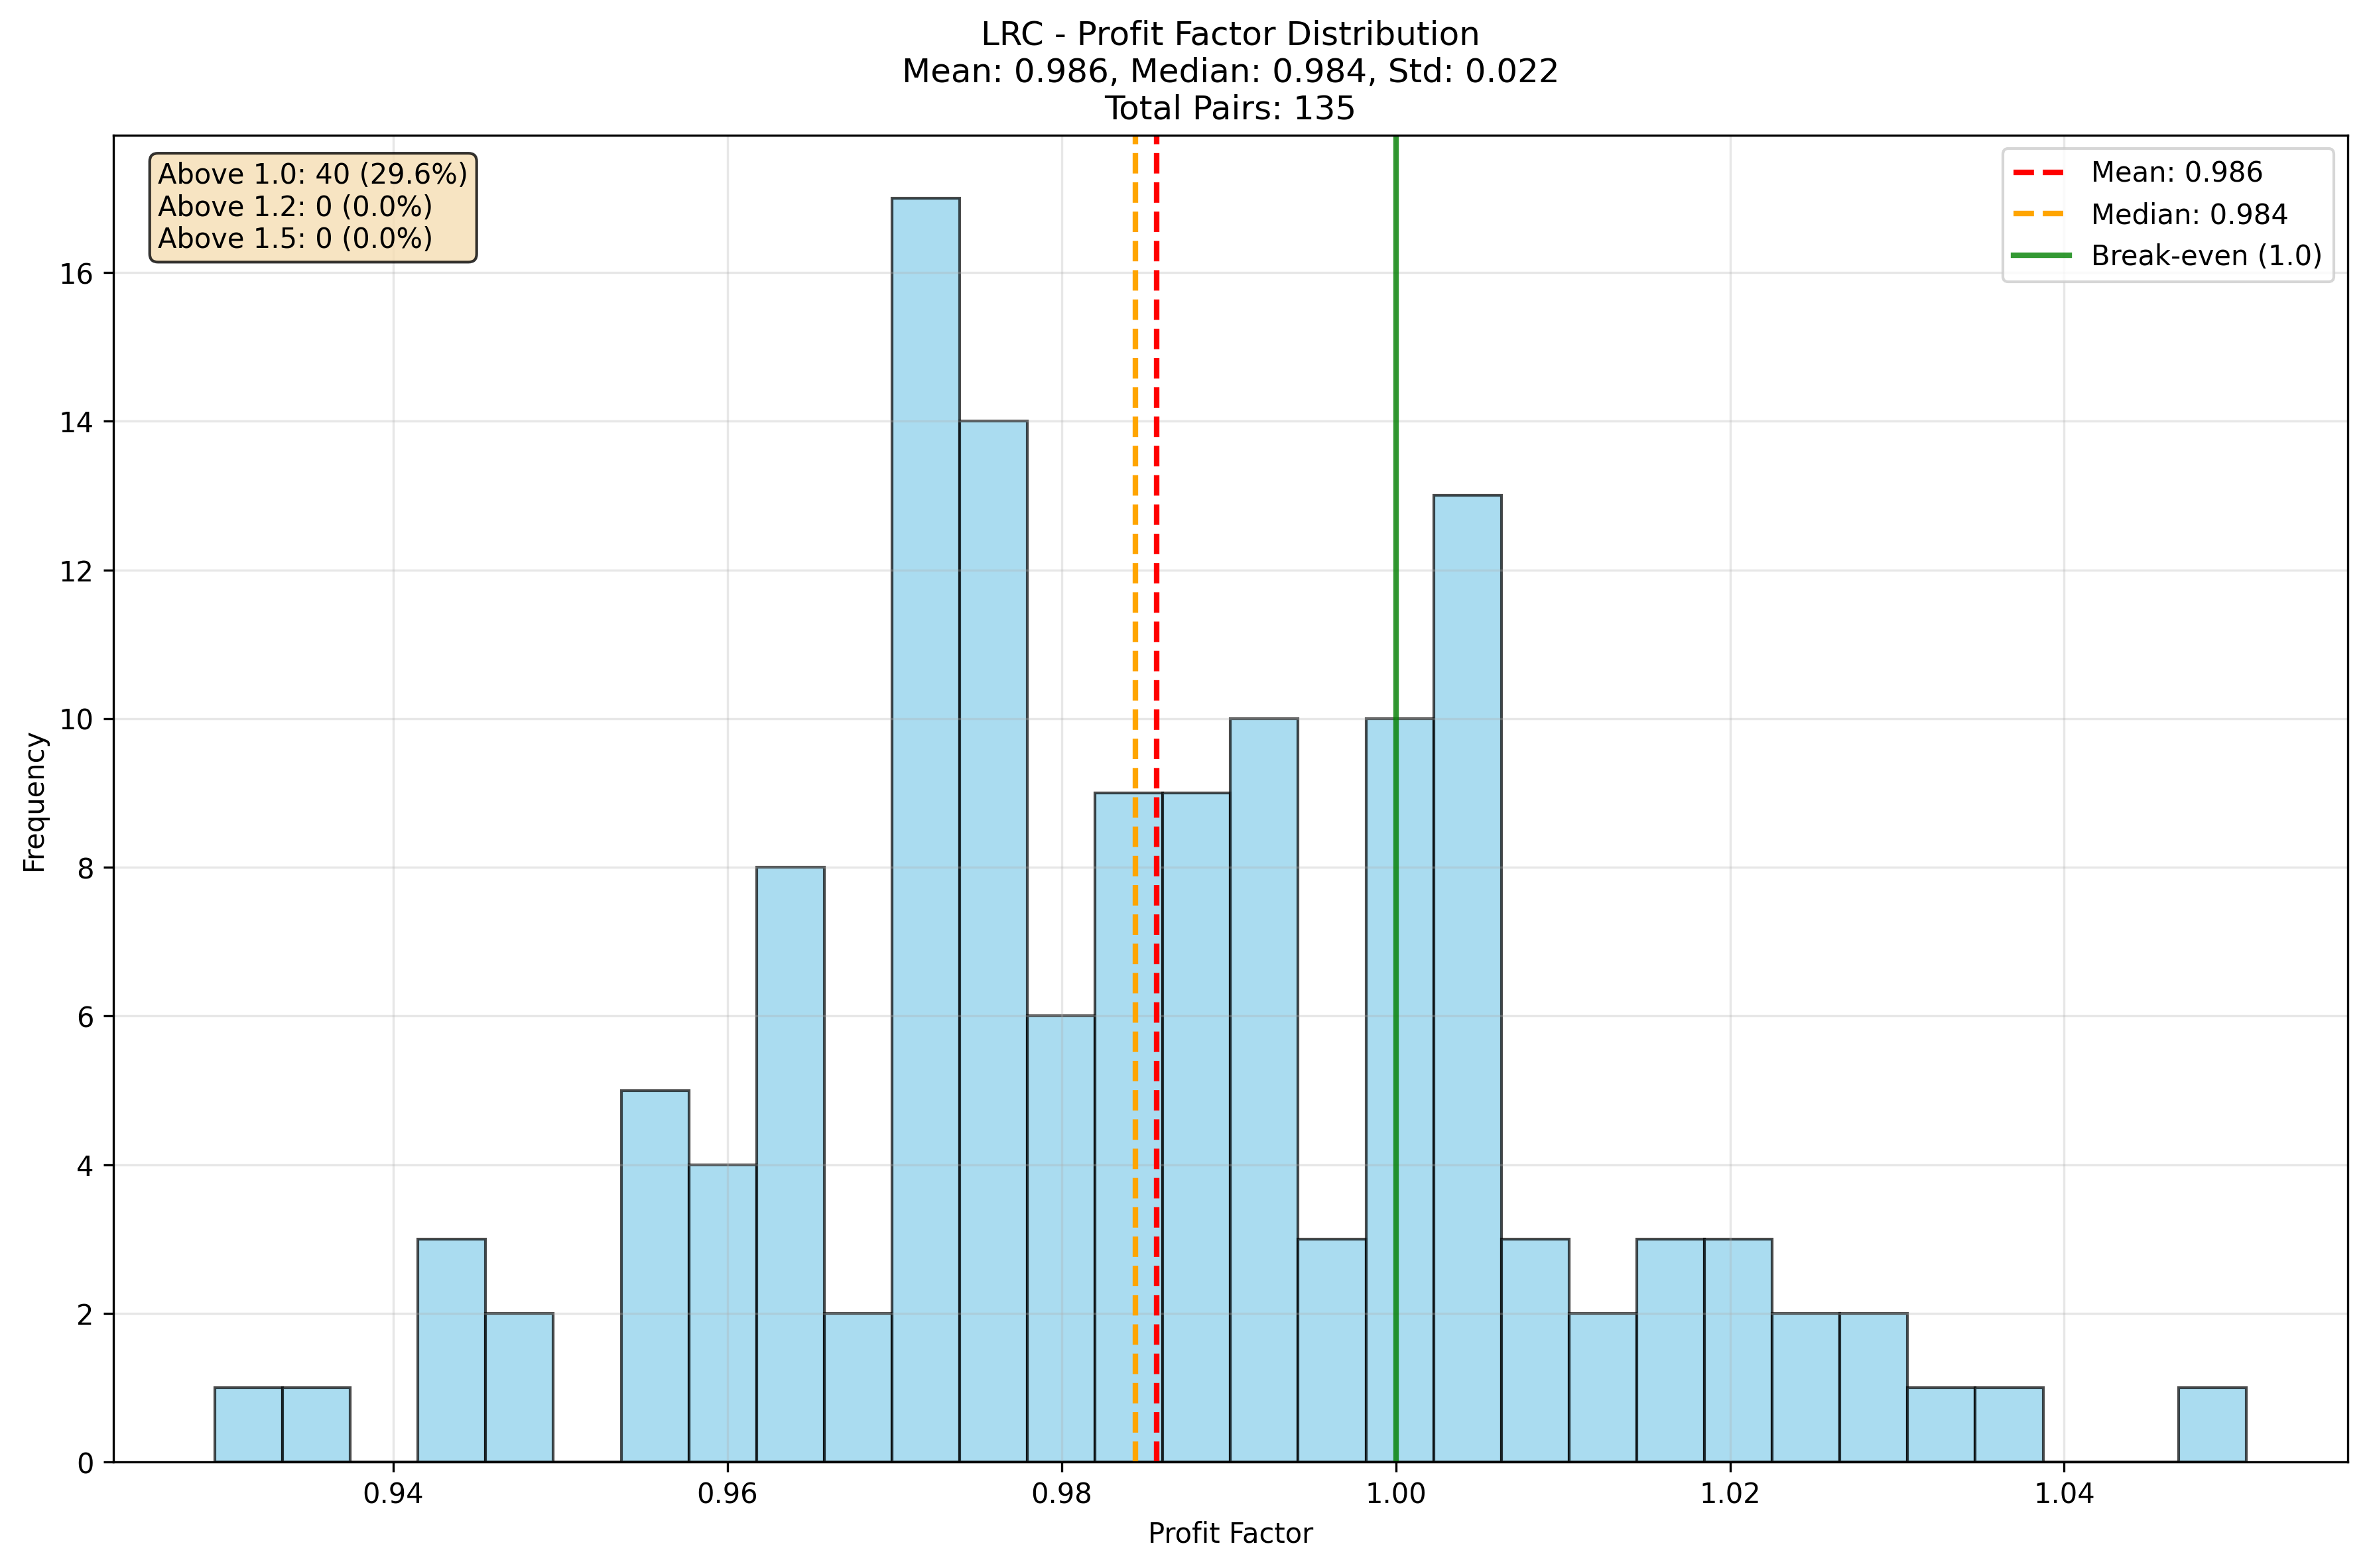 LRC - Profit Factor Distribution
Mean: 0.986, Median: 0.984, Std: 0.022
Total Pairs: 135
Above 1.0: 40 (29.6%)
Above 1.2: 0 (0.0%)
Above 1.5: 0 (0.0%)
Mean: 0.986
Median: 0.984
Break-even (1.0)
Frequency
16
14
12
10
8
6
4
2
0
0.94
0.96
0.98
1.00
1.02
1.04
Profit Factor